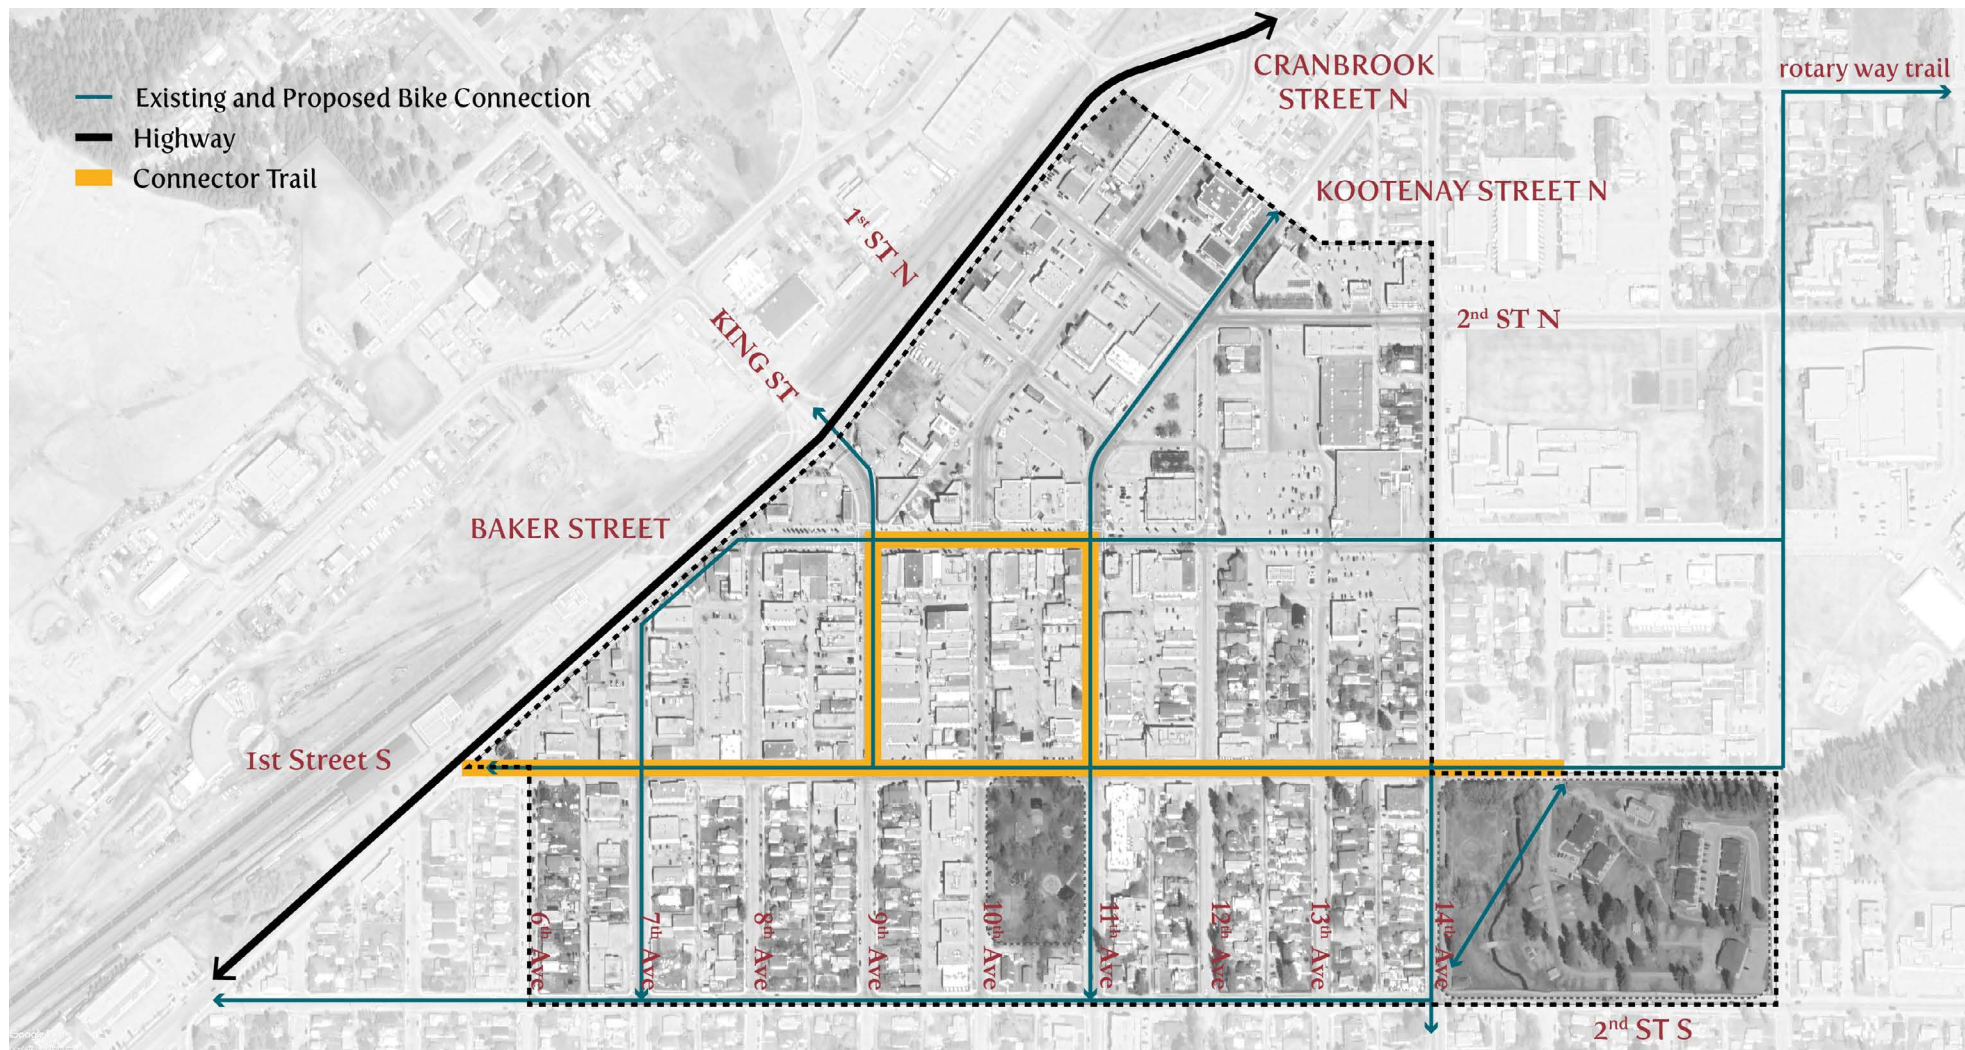 CRANBROOK
STREET N
rotary way trail
Existing and Proposed Bike Connection
Highway
Connector Trail
KOOTENAY STREET N
1st ST N
2nd ST N
KING ST
BAKER STREET
1st Street S
6th Ave
7th Ave
8th Ave
9th Ave
10th Ave
11th Ave
12th Ave
13th Ave
14th Ave
2nd ST S
Google